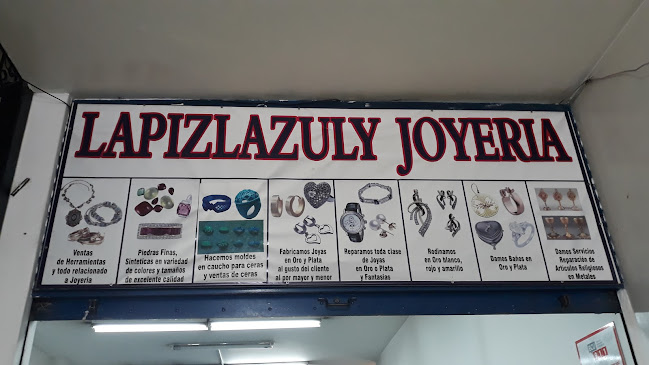 LAPIZLAZULY JOYERIA
Ventas
de Herramientas
y todo relacionado
a Joyería
Piedras Finas,
Sinteticas en variedad
de colores y tamaños
de excelente calidad
Hacemos moldes
en caucho para ceras
y ventas de ceras
Fabricamos Joyas
en Oro y Plata
al gusto del cliente
al por mayor y menor
Reparamos toda clase
de Joyas
en Oro o Plata
y Fantasias
Rodinamos
en Oro blanco,
rojo y amarillo
Damos Baños en
Oro y Plata
Damos Servicios
Reparación de
Articulos Religiosos
en Metales